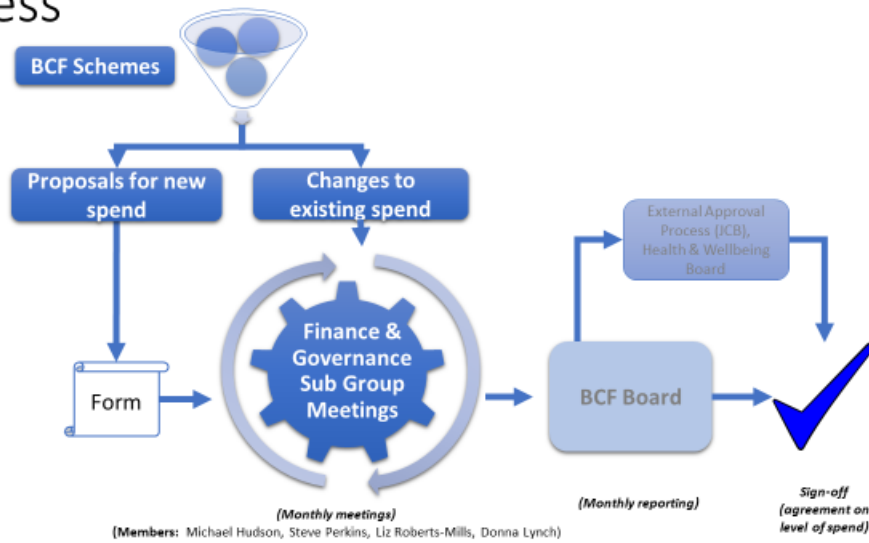 BCF Schemes
Proposals for new
spend
Changes to
existing spend
External Approval
Process (JCB),
Health & Wellbeing
Board
Finance &
Governance
Sub Group
Meetings
Form
BCF Board
(Monthly meetings)
(Members: Michael Hudson, Steve Perkins, Liz Roberts-Mills, Donna Lynch)
(Monthly reporting)
Sign-off
(agreement on
level of spend)